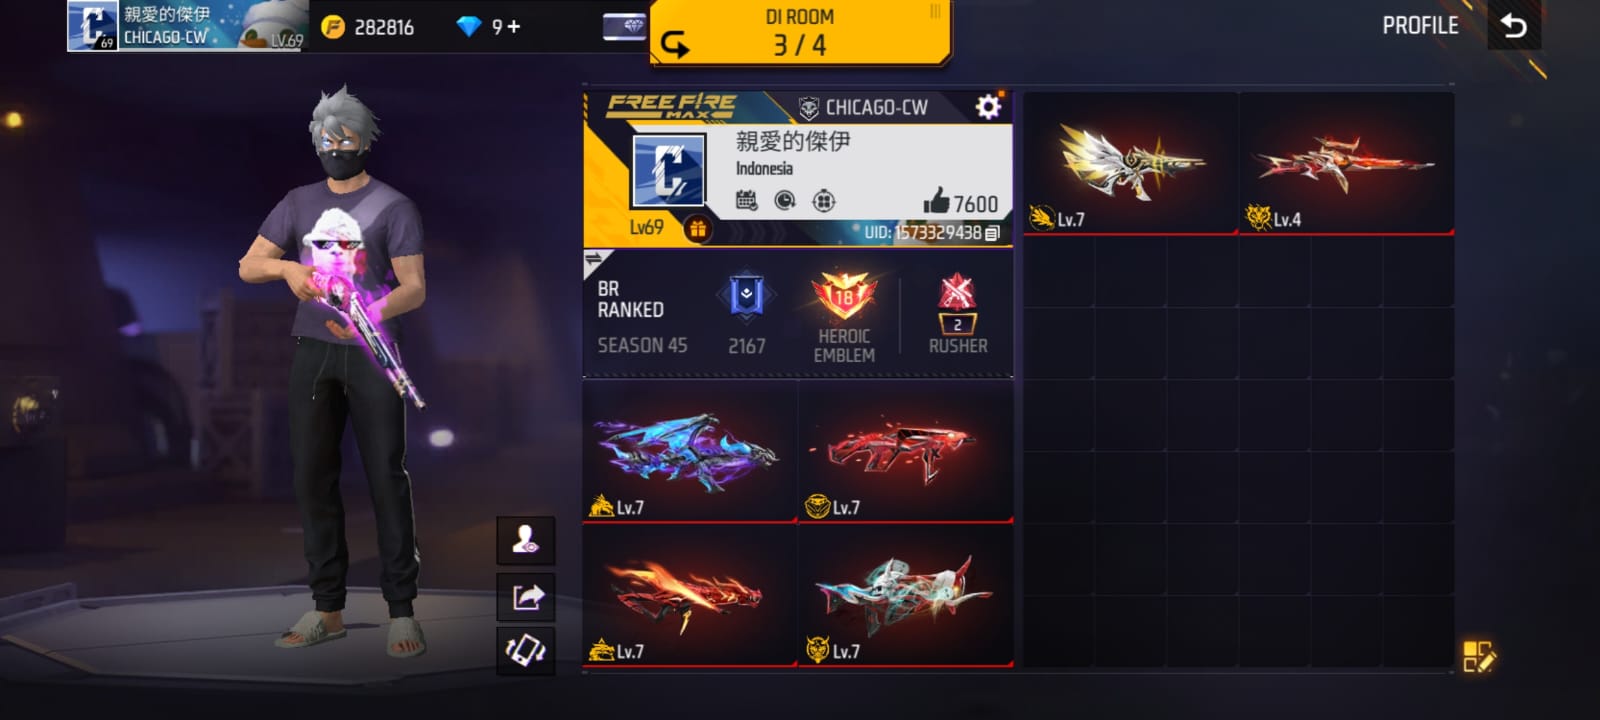 親愛的傑伊
CHICAGO-CW
69
LV.69
282816
9+
DI ROOM
3 / 4
PROFILE
FREE FIRE
MAX
CHICAGO-CW
親愛的傑伊
Indonesia
7600
Lv69
UID: 1573329438
BR
RANKED
SEASON 45
2167
18
HEROIC
EMBLEM
2
RUSHER
Lv.7
Lv.4
Lv.7
Lv.7
Lv.7
Lv.7